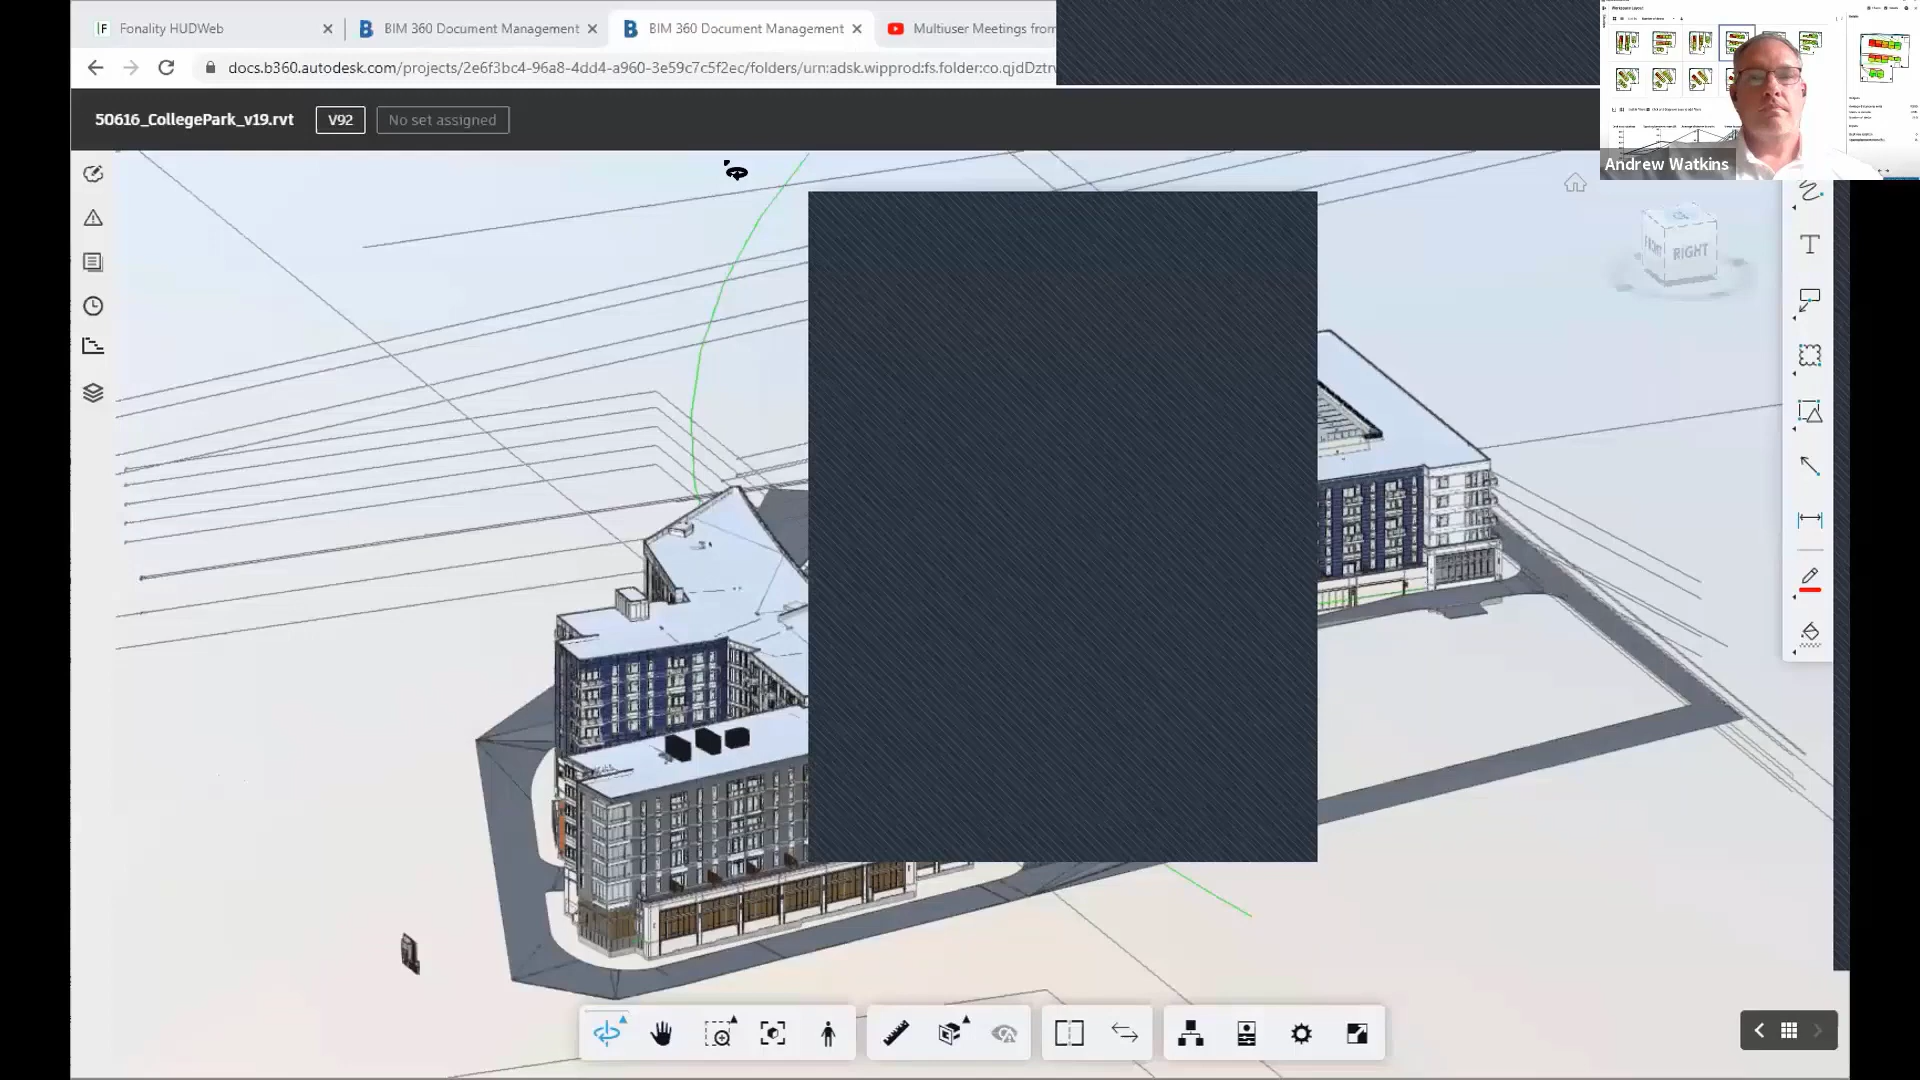 Fonality HUDWeb
BIM 360 Document Management
BIM 360 Document Management
Multiuser Meetings from
docs.b360.autodesk.com/projects/2e6f3bc4-96a8-4dd4-a960-3e59c7c5f2ec/folders/urn:adsk.wipprod:fs.folder:co.qjdDztr
50616_CollegePark_v19.rvt
V92
No set assigned
Andrew Watkins
FRONT
RIGHT